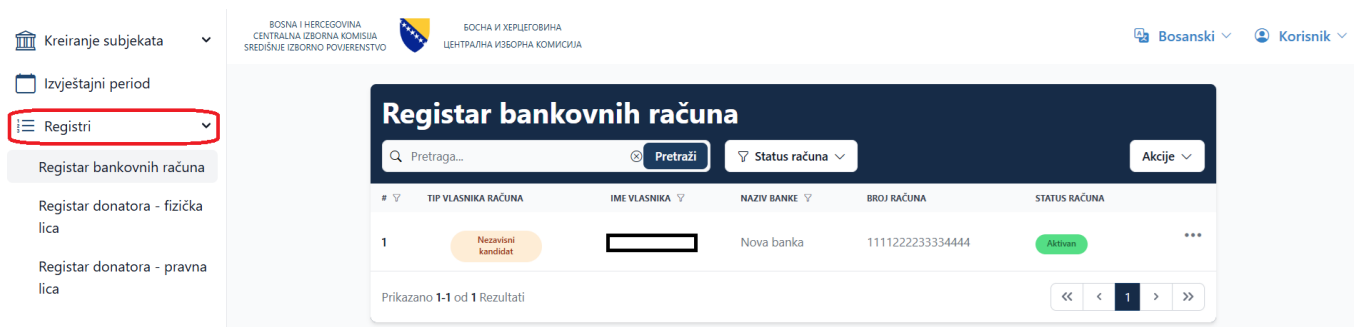 Kreiranje subjekata
Izvještajni period
Registri
Registar bankovnih računa
Registar donatora - fizička
lica
Registar donatora - pravna
lica
BOSNA I HERCEGOVINA
CENTRALNA IZBORNA KOMISIJA
SREDIŠNJE IZBORNO POVJERENSTVO
БОСНА И ХЕРЦЕГОВИНА
ЦЕНТРАЛНА ИЗБОРНА КОМИСИЈА
Bosanski
Korisnik
Registar bankovnih računa
Pretraga...
Pretraži
Status računa
Akcije
# TIP VLASNIKA RAČUNA IME VLASNIKA NAZIV BANKE BROJ RAČUNA STATUS RAČUNA
1 Nezavisni
kandidat
Nova banka 1111222233334444 Aktivan
Prikazano 1-1 od 1 Rezultati
« ‹ 1 › »